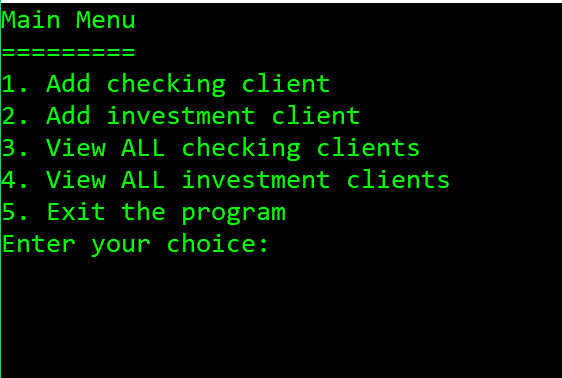 Main Menu
=========
1. Add checking client
2. Add investment client
3. View ALL checking clients
4. View ALL investment clients
5. Exit the program
Enter your choice: